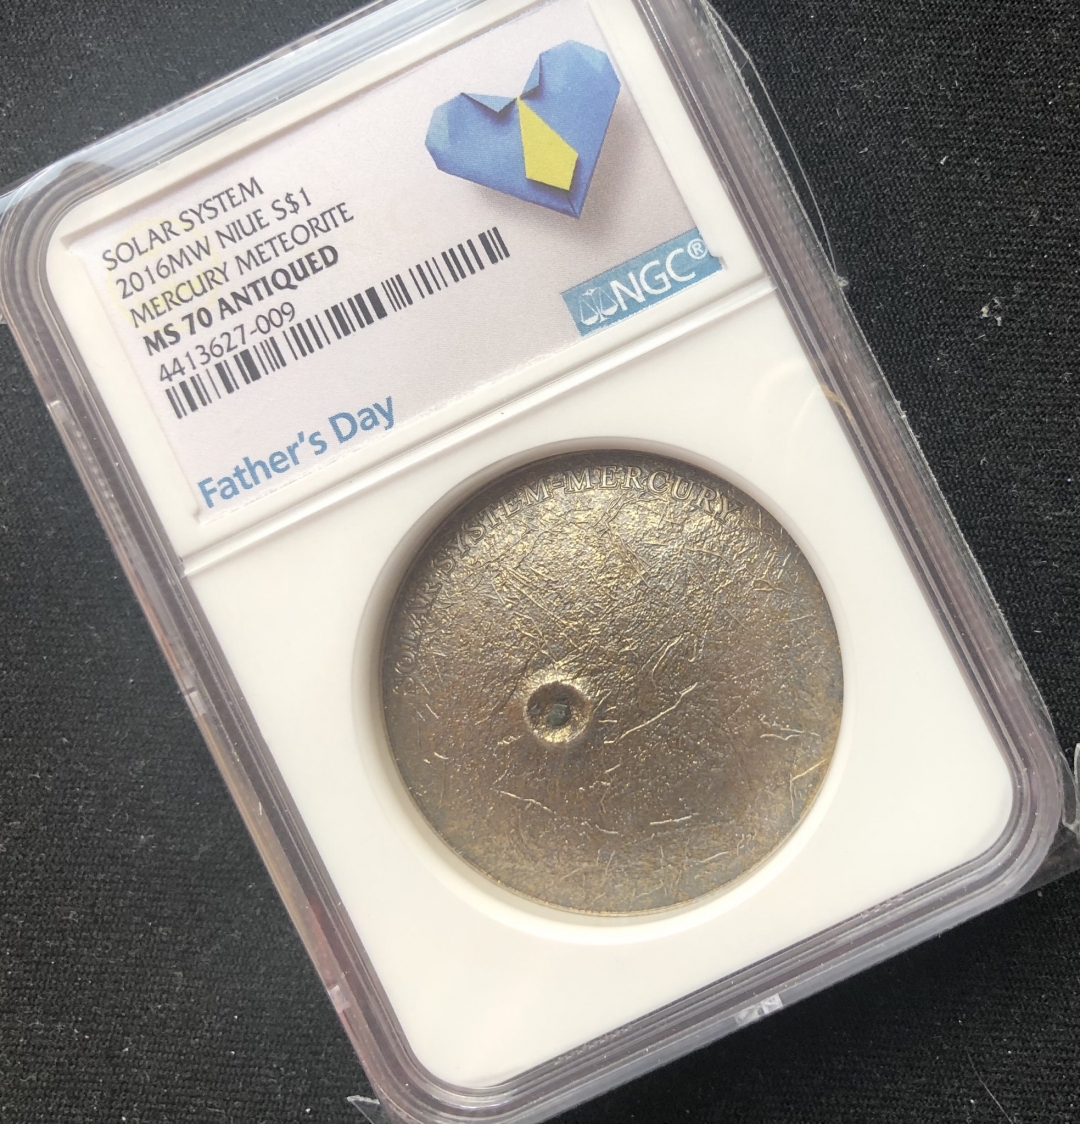 SOLAR SYSTEM
2016MW NIUE S$1
MERCURY METEORITE
MS 70 ANTIQUED
4413627-009
NGC®
Father's Day
SOLAR SYSTEM-MERCURY